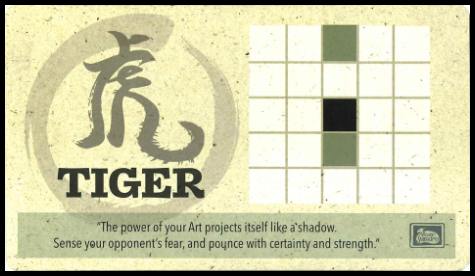 虎
TIGER
"The power of your Art projects itself like a shadow.
Sense your opponent's fear, and pounce with certainty and strength."